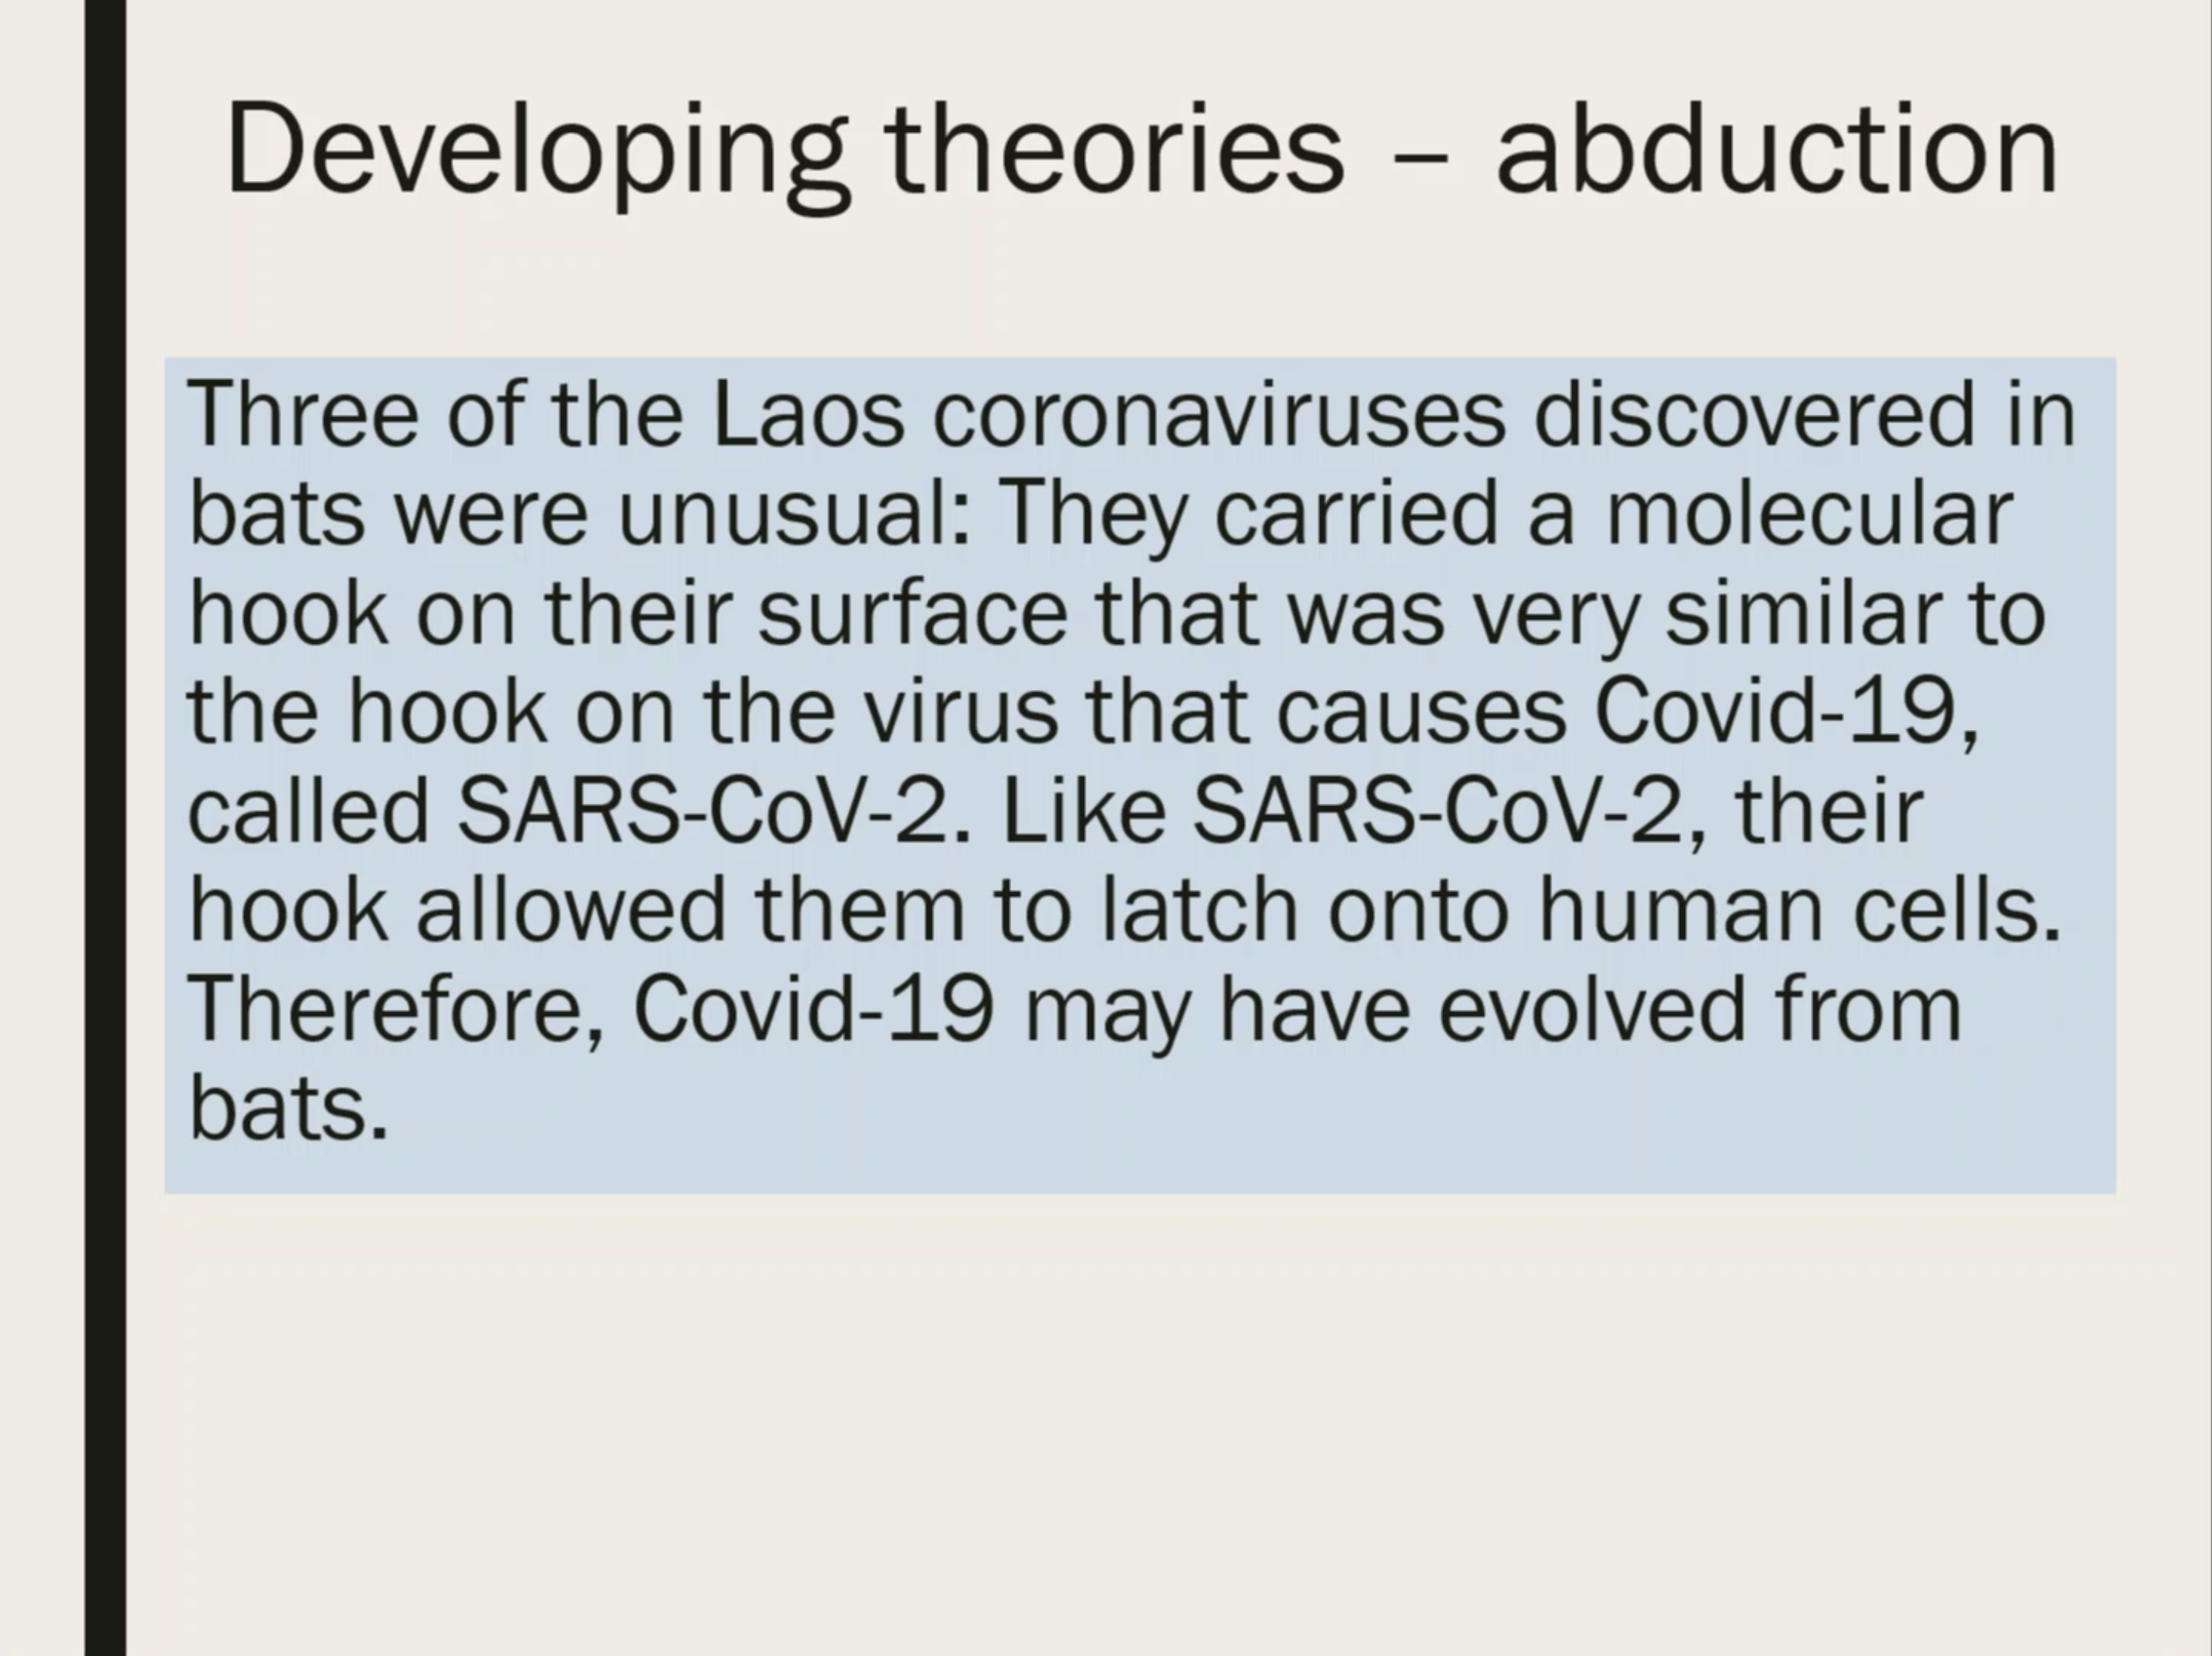 Developing theories – abduction
Three of the Laos coronaviruses discovered in
bats were unusual: They carried a molecular
hook on their surface that was very similar to
the hook on the virus that causes Covid-19,
called SARS-CoV-2. Like SARS-CoV-2, their
hook allowed them to latch onto human cells.
Therefore, Covid-19 may have evolved from
bats.